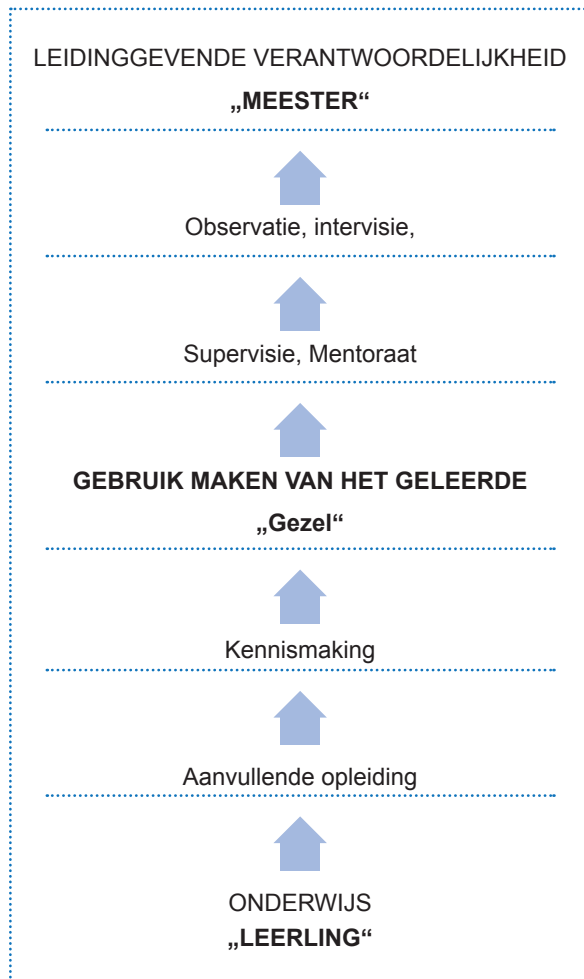 LEIDINGGEVENDE VERANTWOORDELIJKHEID
„MEESTER“
Observatie, intervisie,
Supervisie, Mentoraat
GEBRUIK MAKEN VAN HET GELEERDE
„Gezel“
Kennismaking
Aanvullende opleiding
ONDERWIJS
„LEERLING“